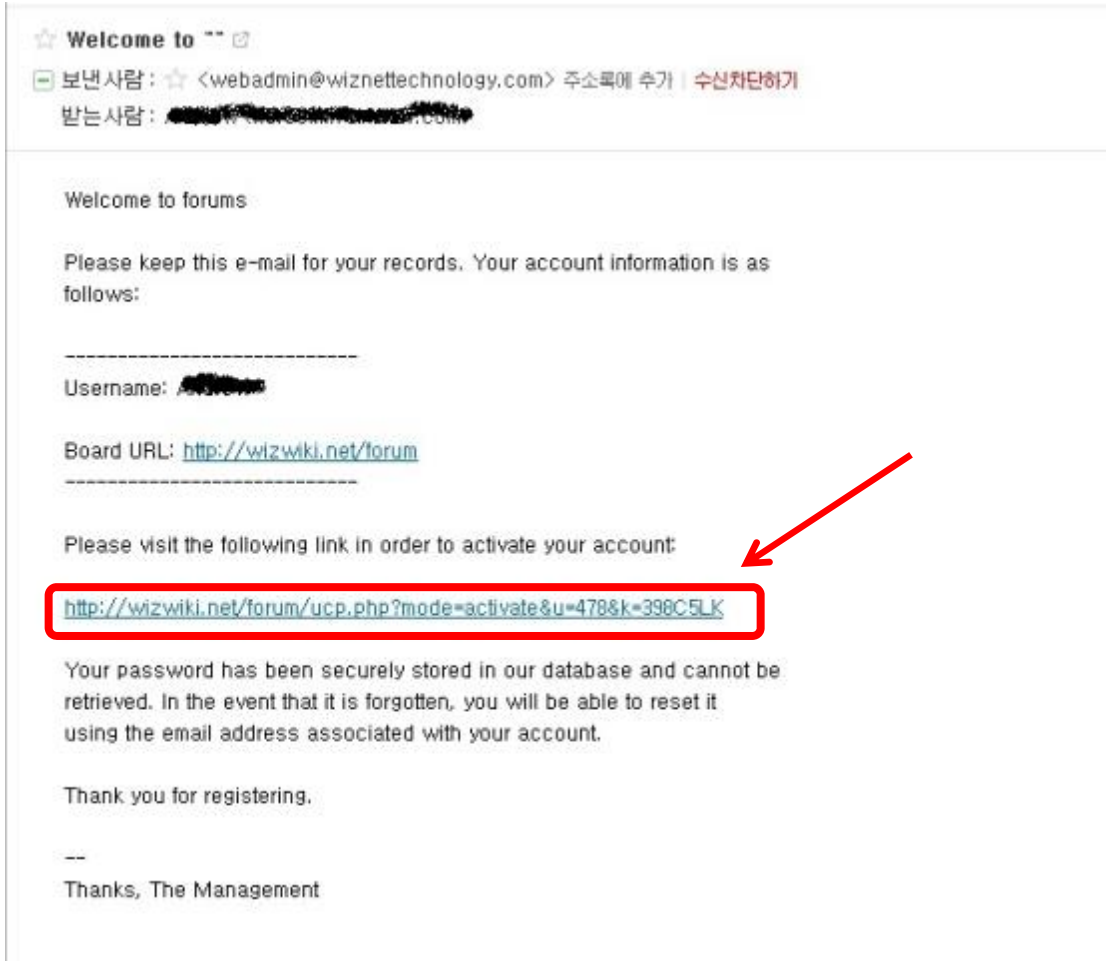 Welcome to ""
보낸사람 : <webadmin@wiznettechnology.com> 주소록에 추가 | 수신차단하기
받는사람 :
Welcome to forums
Please keep this e-mail for your records. Your account information is as
follows:
----------------------------
Username:
Board URL: http://wizwiki.net/forum
----------------------------
Please visit the following link in order to activate your account:
http://wizwiki.net/forum/ucp.php?mode=activate&u=478&k=398C5LK
Your password has been securely stored in our database and cannot be
retrieved. In the event that it is forgotten, you will be able to reset it
using the email address associated with your account.
Thank you for registering.
--
Thanks, The Management